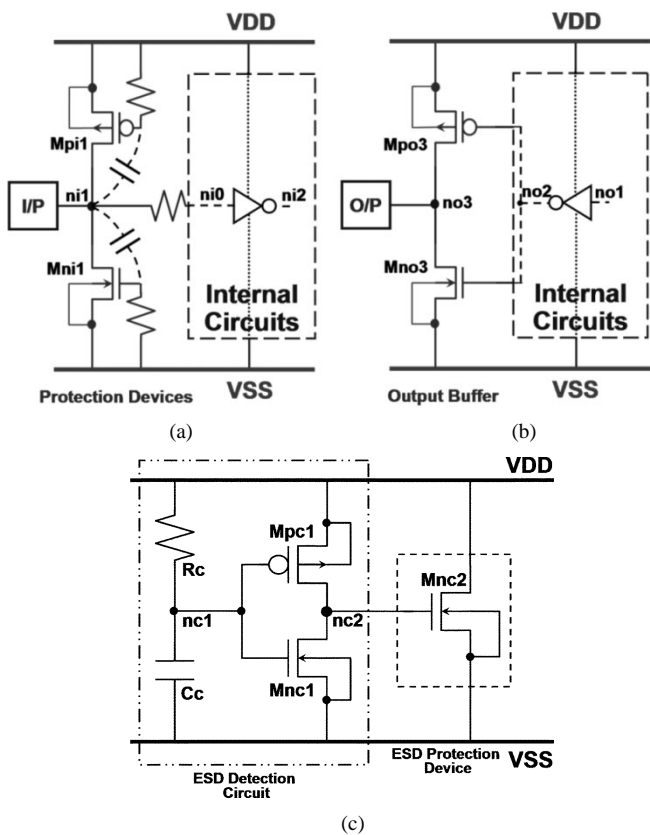 VDD
Mpi1
I/P
ni1
ni0
ni2
Mni1
Internal
Circuits
Protection Devices
VSS
(a)
VDD
Mpo3
O/P
no3
no2
no1
Mno3
Internal
Circuits
Output Buffer
VSS
(b)
VDD
Rc
Mpc1
Mnc2
nc1
nc2
Cc
Mnc1
ESD Detection
Circuit
ESD Protection
Device
VSS
(c)